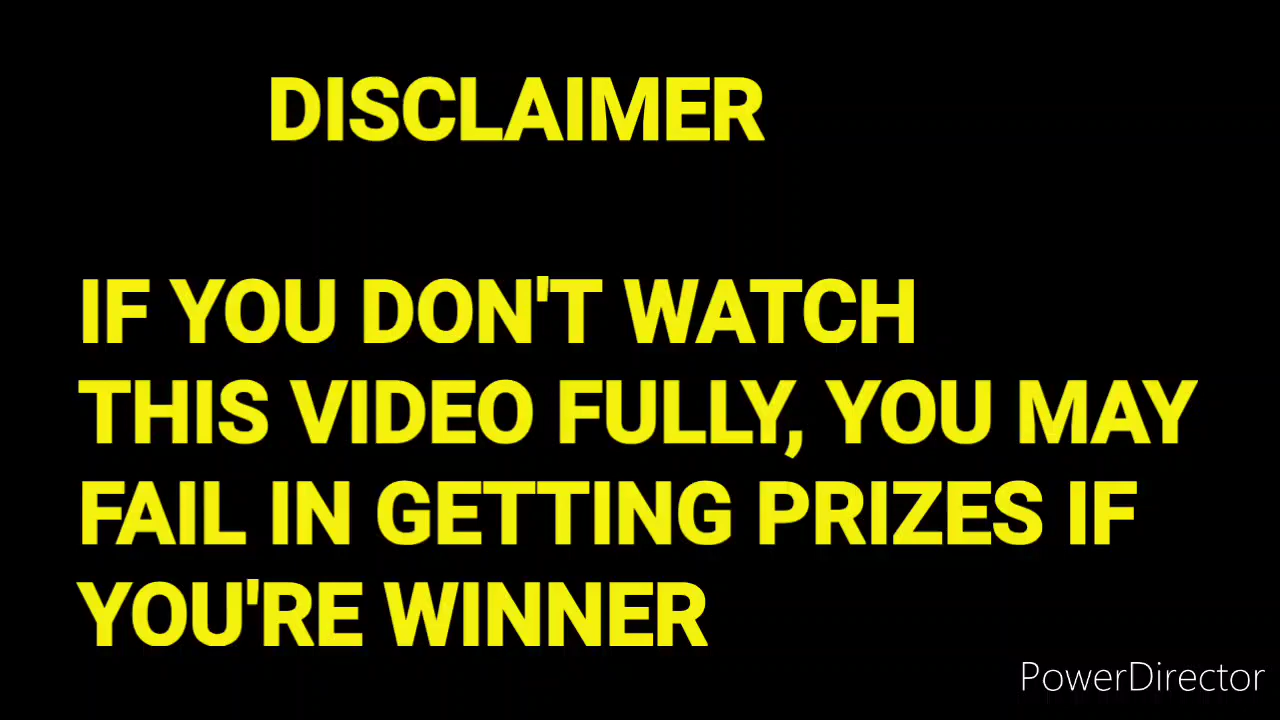 DISCLAIMER
IF YOU DON'T WATCH
THIS VIDEO FULLY, YOU MAY
FAIL IN GETTING PRIZES IF
YOU'RE WINNER
PowerDirector